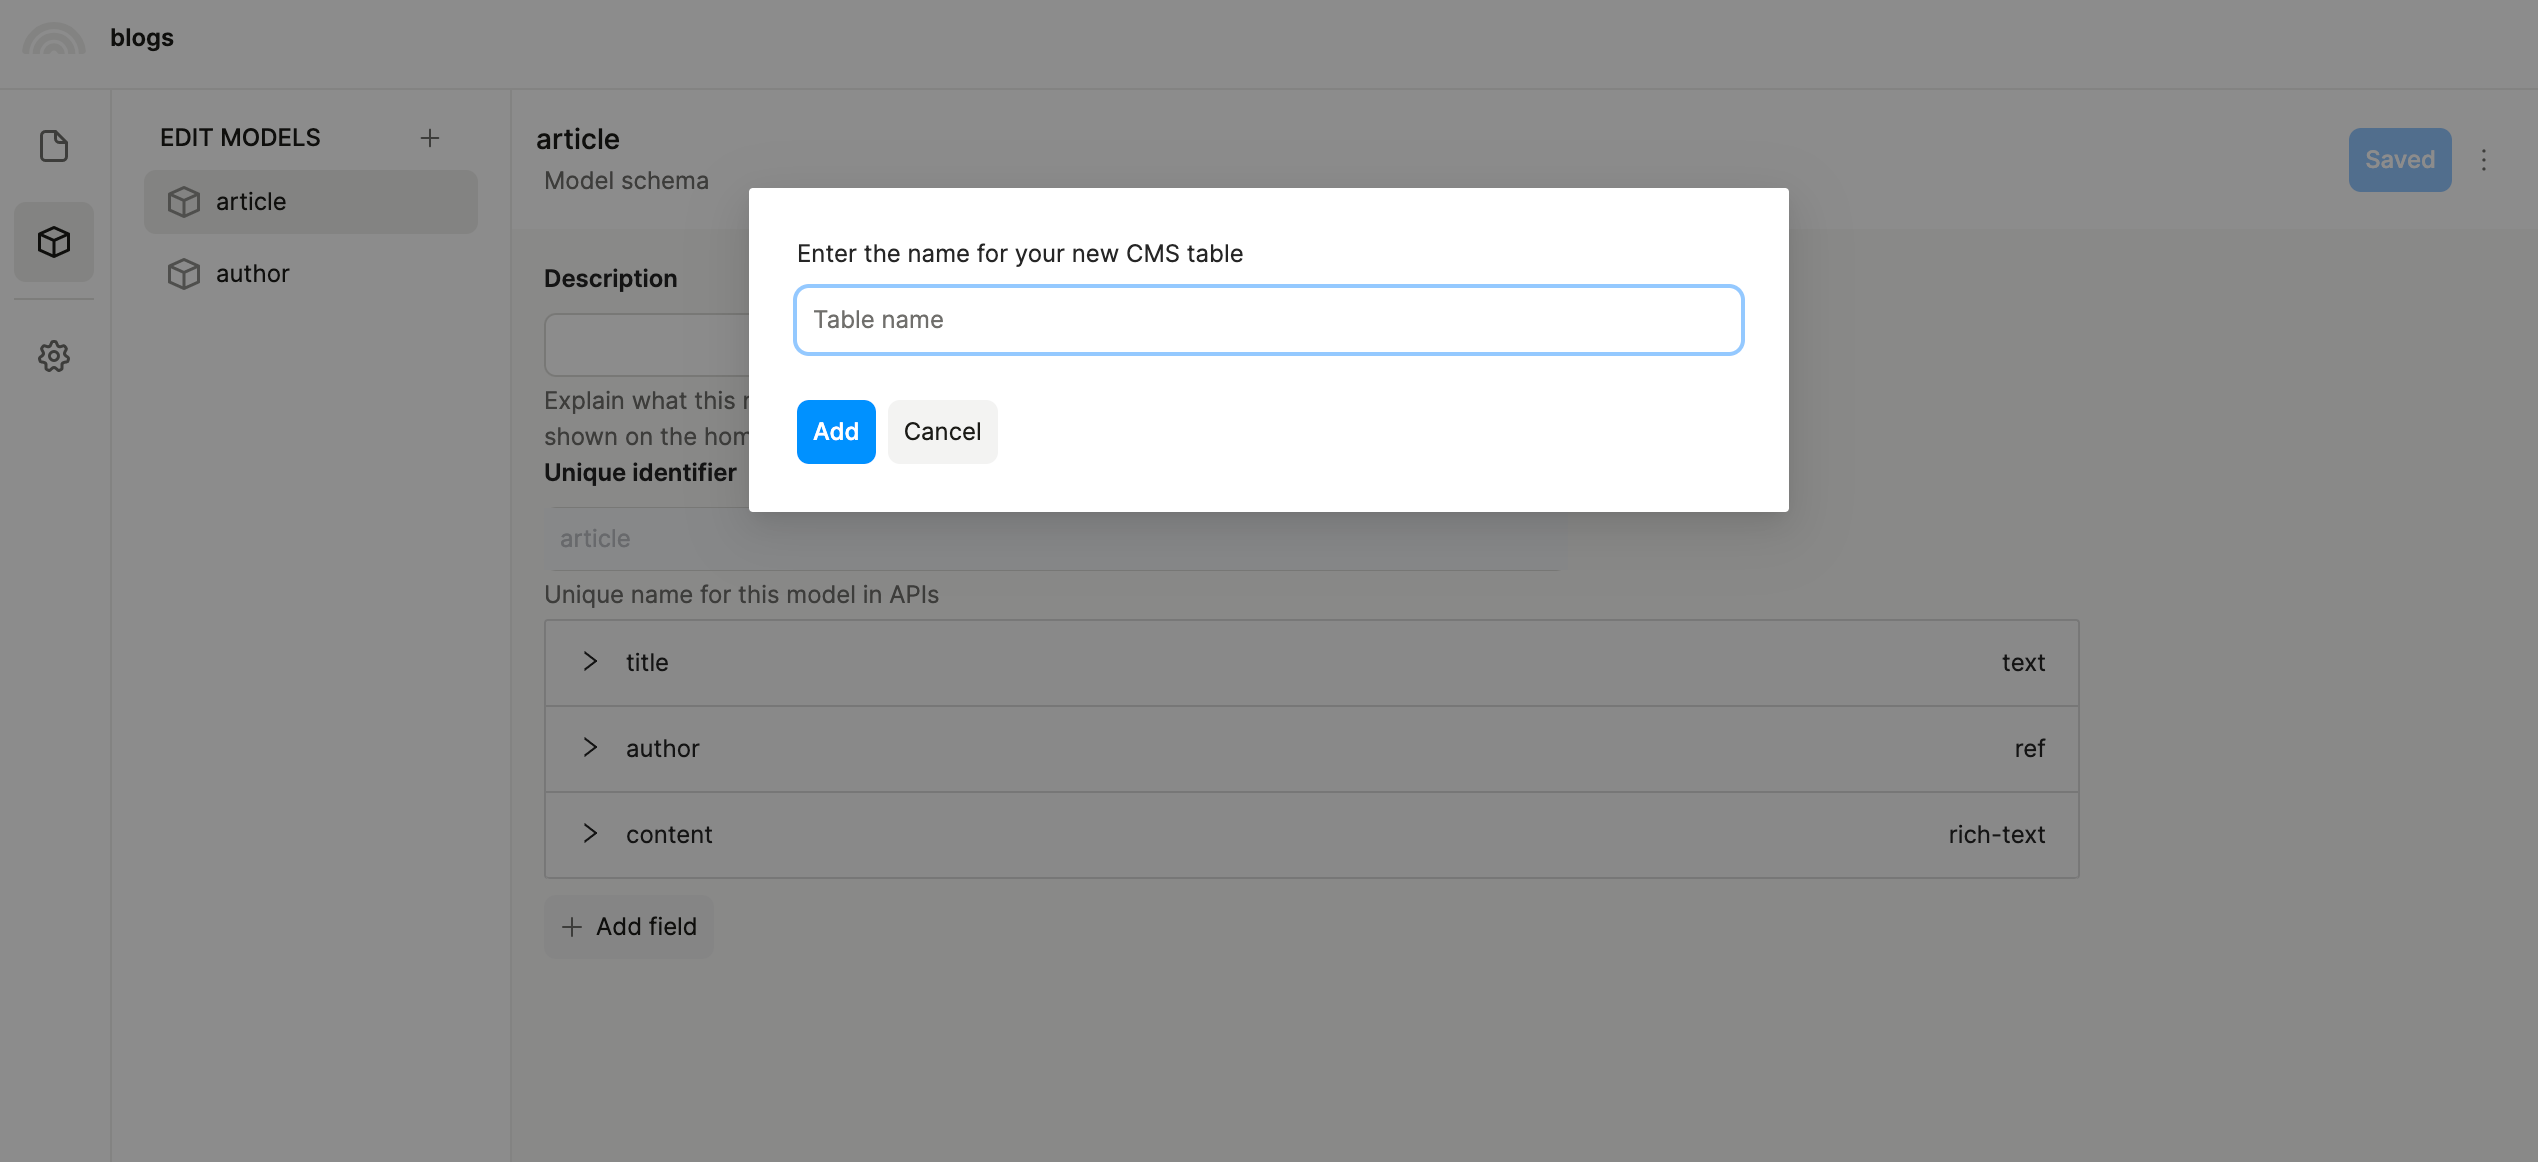 blogs
EDIT MODELS
article
author
article
Model schema
Saved
Enter the name for your new CMS table
Table name
Add
Cancel
Description
Explain what this
shown on the
Unique identifier
article
Unique name for this model in APIs
title
text
author
ref
content
rich-text
Add field